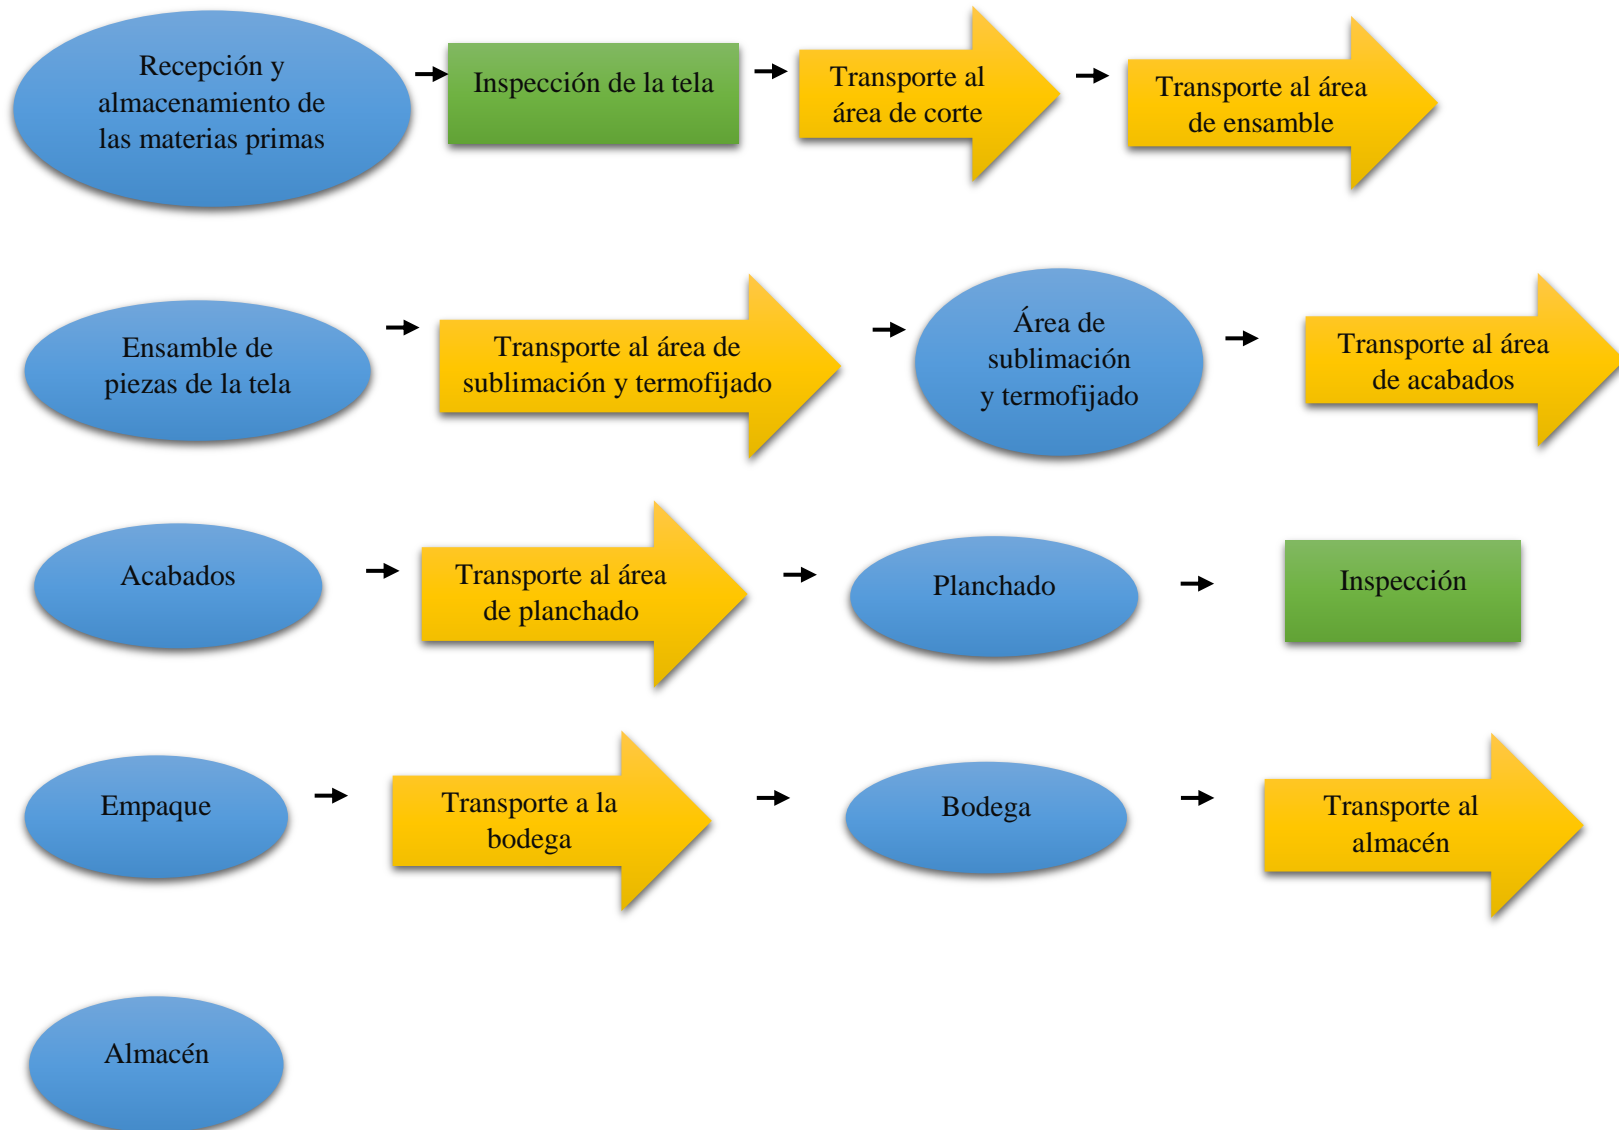 Recepción y
almacenamiento de
las materias primas
Inspección de la tela
Transporte al
área de corte
Transporte al área
de ensamble
Ensamble de
piezas de la tela
Transporte al área de
sublimación y termofijado
Área de
sublimación
y termofijado
Transporte al área
de acabados
Acabados
Transporte al área
de planchado
Planchado
Inspección
Empaque
Transporte a la
bodega
Bodega
Transporte al
almacén
Almacén